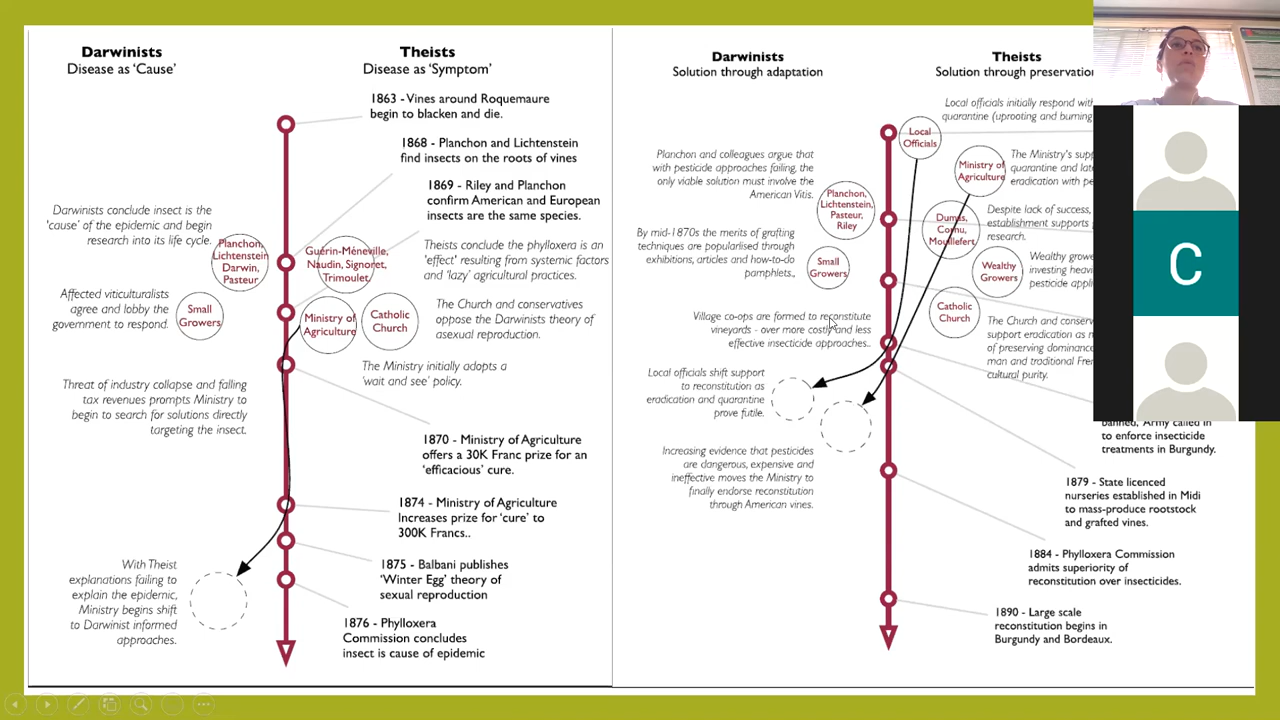 Darwinists
Disease as 'Cause'
Theists
Disease as 'Symptom'
1863 - Vines around Roquemaure
begin to blacken and die.
1868 - Planchon and Lichtenstein
find insects on the roots of vines
1869 - Riley and Planchon
confirm American and European
insects are the same species.
Darwinists conclude insect is the
'cause' of the epidemic and begin
research into its life cycle.
Planchon,
Lichtenstein
Darwin,
Pasteur
Guérin-Méneville,
Naudin, Signoret,
Trimoulet,
Theists conclude the phylloxera is an
'effect' resulting from systemic factors
and 'lazy' agricultural practices.
Affected viticulturalists
agree and lobby the
government to respond.
Small
Growers
Ministry of
Agriculture
Catholic
Church
The Church and conservatives
oppose the Darwinists theory of
asexual reproduction.
The Ministry initially adopts a
'wait and see' policy.
Threat of industry collapse and falling
tax revenues prompts Ministry to
begin to search for solutions directly
targeting the insect.
1870 - Ministry of Agriculture
offers a 30K Franc prize for an
'efficacious' cure.
1874 - Ministry of Agriculture
Increases prize for 'cure' to
300K Francs..
1875 - Balbani publishes
'Winter Egg' theory of
sexual reproduction
With Theist
explanations failing to
explain the epidemic,
Ministry begins shift
to Darwinist informed
approaches.
1876 - Phylloxera
Commission concludes
insect is cause of epidemic
Darwinists
Solution through adaptation
Theists
Solution through preservation
Local officials initially respond with
quarantine (uprooting and burning
Local
Officials
Planchon and colleagues argue that
with pesticide approaches failing, the
only viable solution must involve the
American Vitis.
Ministry of
Agriculture
The Ministry's
quarantine and
eradication with
Planchon,
Lichtenstein,
Pasteur,
Riley
Dumas,
Cornu,
Mouillefert
Despite lack of success,
establishment supports
research.
By mid-1870s the merits of grafting
techniques are popularised through
exhibitions, articles and how-to-do
pamphlets.,
Small
Growers
Wealthy
Growers
Wealthy
investing
pesticide
Catholic
Church
Village co-ops are formed to reconstitute
vineyards - over more costly and less
effective insecticide approaches..
The Church and
support eradication as
of preserving dominance
man and traditional
cultural purity.
Local officials shift support
to reconstitution as
eradication and quarantine
prove futile.
banned, Army called in
to enforce insecticide
treatments in Burgundy.
Increasing evidence that pesticides
are dangerous, expensive and
ineffective moves the Ministry to
finally endorse reconstitution
through American vines.
1879 - State licenced
nurseries established in Midi
to mass-produce rootstock
and grafted vines.
1884 - Phylloxera Commission
admits superiority of
reconstitution over insecticides.
1890 - Large scale
reconstitution begins in
Burgundy and Bordeaux.
C